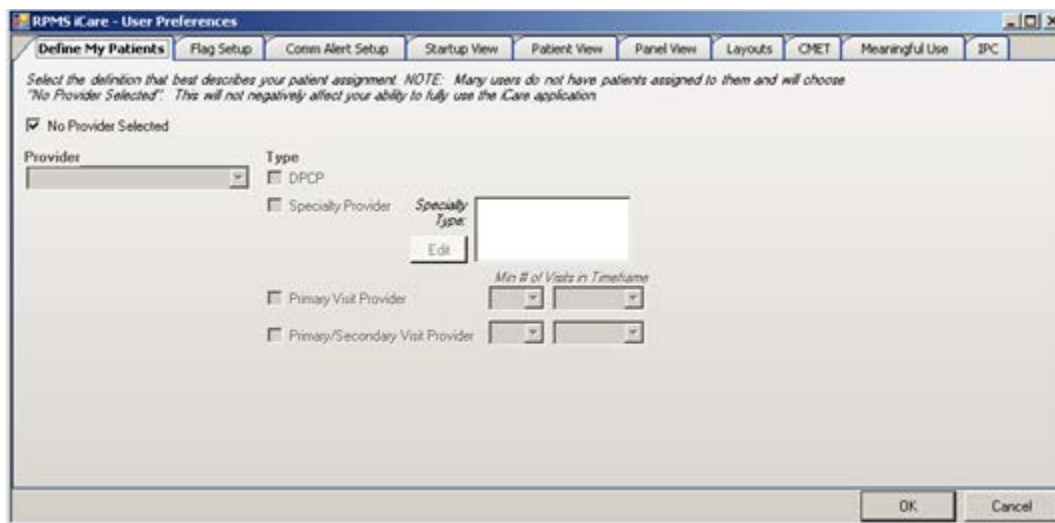 RPMS iCare - User Preferences
Define My Patients Flag Setup Comm Alert Setup Startup View Patient View Panel View Layouts CMET Meaningful Use IPC
Select the definition that best describes your patient assignment. NOTE: Many users do not have patients assigned to them and will choose
"No Provider Selected". This will not negatively affect your ability to fully use the iCare application
No Provider Selected
Provider Type
DPCP
Specialty Provider Specialty
Type:
Edit
Min # of Visits in Timeframe
Primary Visit Provider
Primary/Secondary Visit Provider
OK Cancel